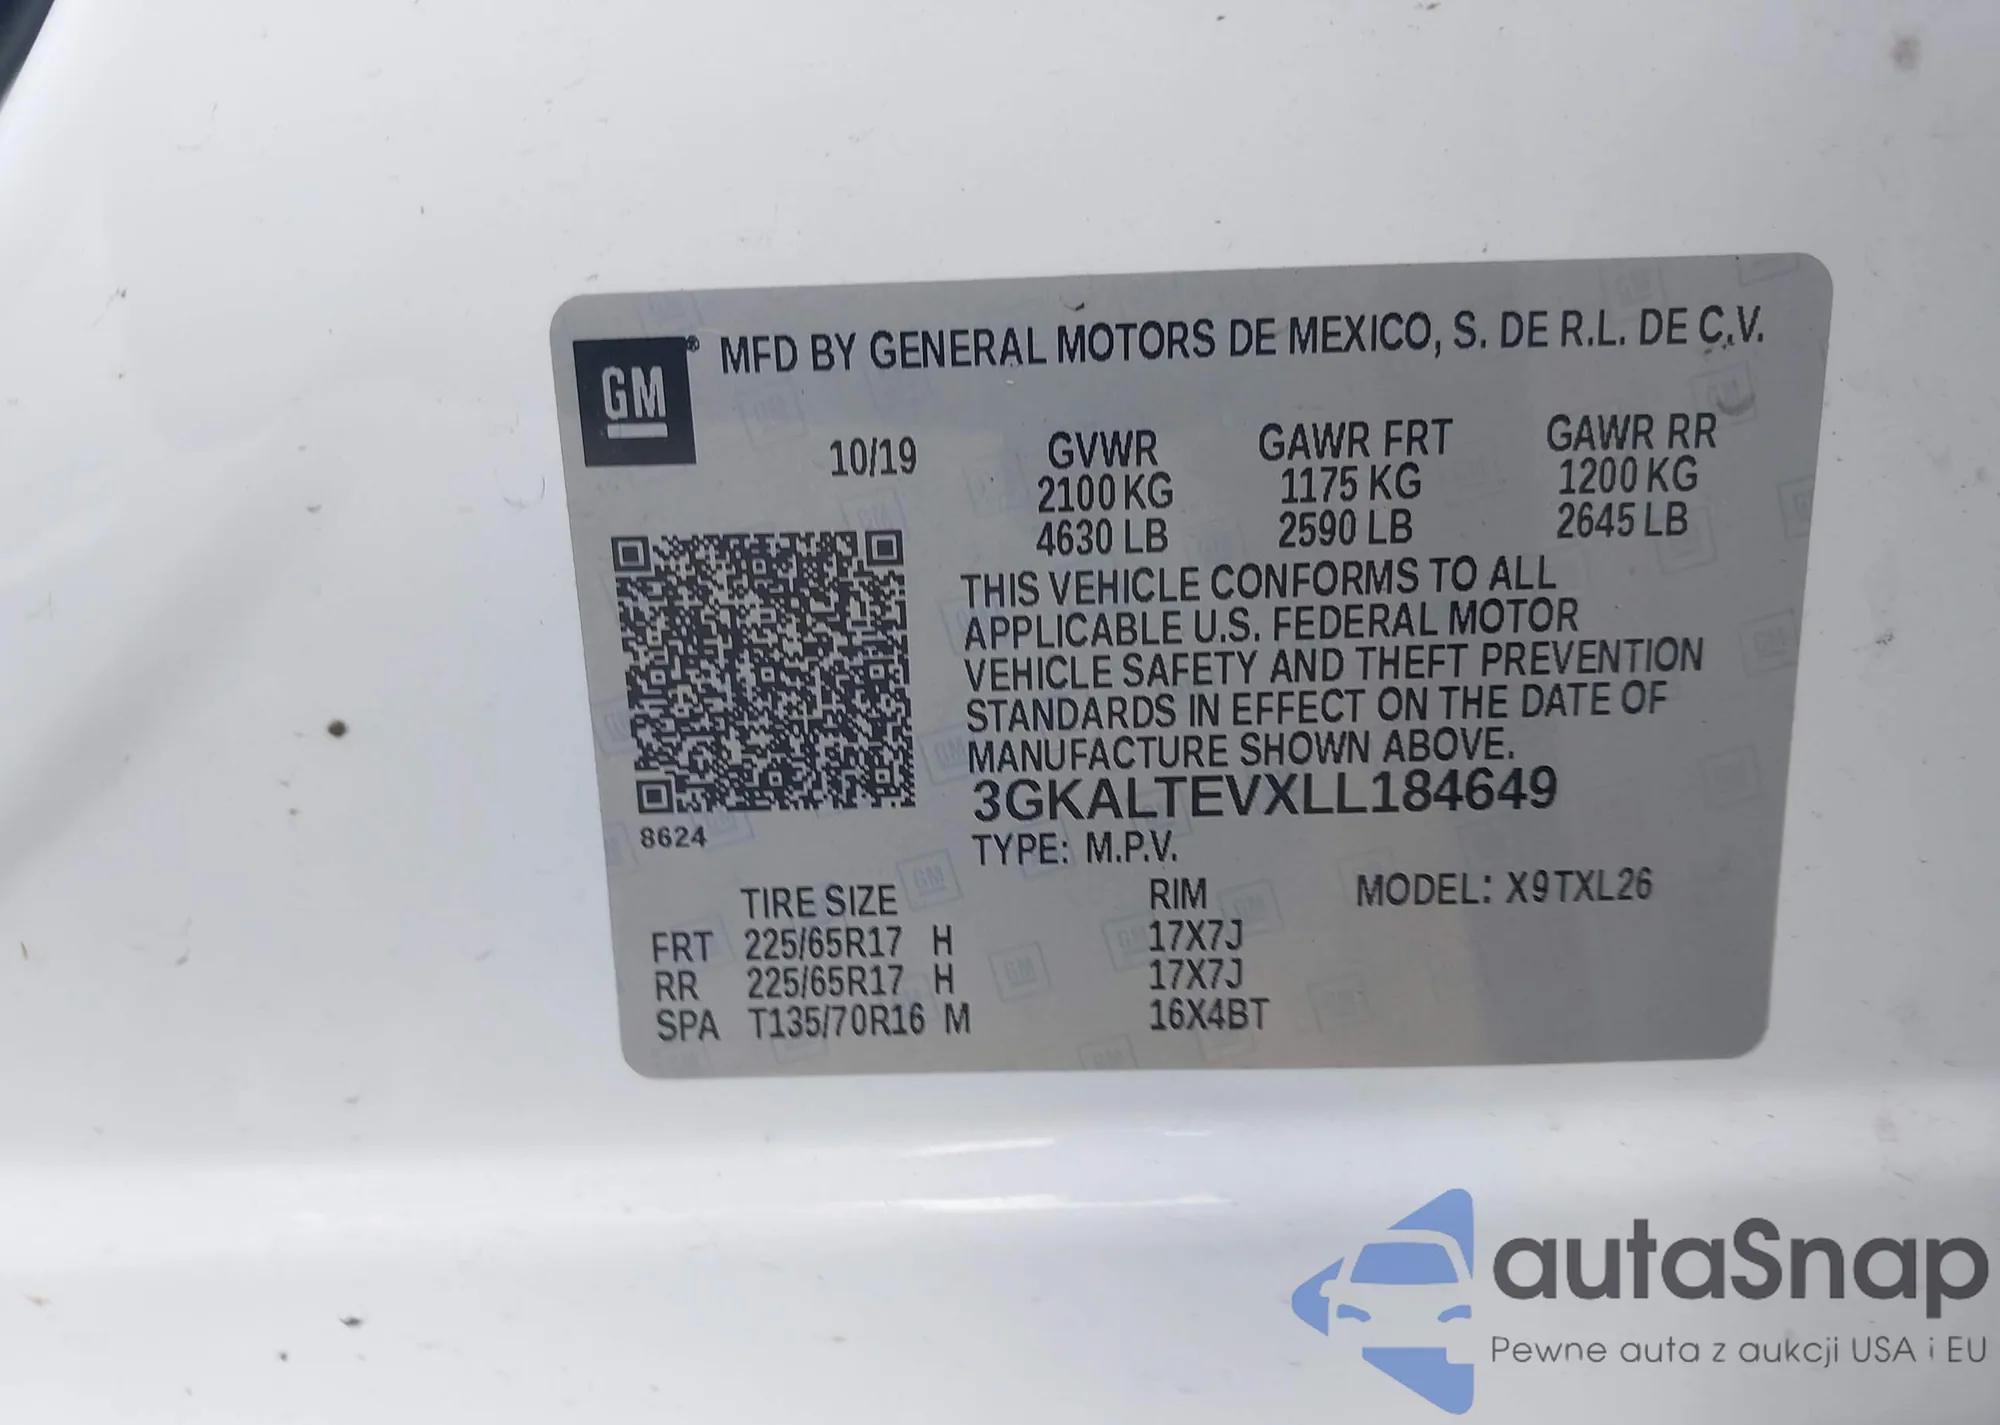 GM® MFD BY GENERAL MOTORS DE MEXICO, S. DE R.L. DE C.V.
10/19 GVWR GAWR FRT GAWR RR
2100 KG 1175 KG 1200 KG
4630 LB 2590 LB 2645 LB
THIS VEHICLE CONFORMS TO ALL
APPLICABLE U.S. FEDERAL MOTOR
VEHICLE SAFETY AND THEFT PREVENTION
STANDARDS IN EFFECT ON THE DATE OF
MANUFACTURE SHOWN ABOVE.
3GKALTEVXLL184649
8624
TYPE: M.P.V.
TIRE SIZE RIM MODEL: X9TXL26
FRT 225/65R17 H 17X7J
RR 225/65R17 H 17X7J
SPA T135/70R16 M 16X4BT
autaSnap
Pewne auta z aukcji USA i EU